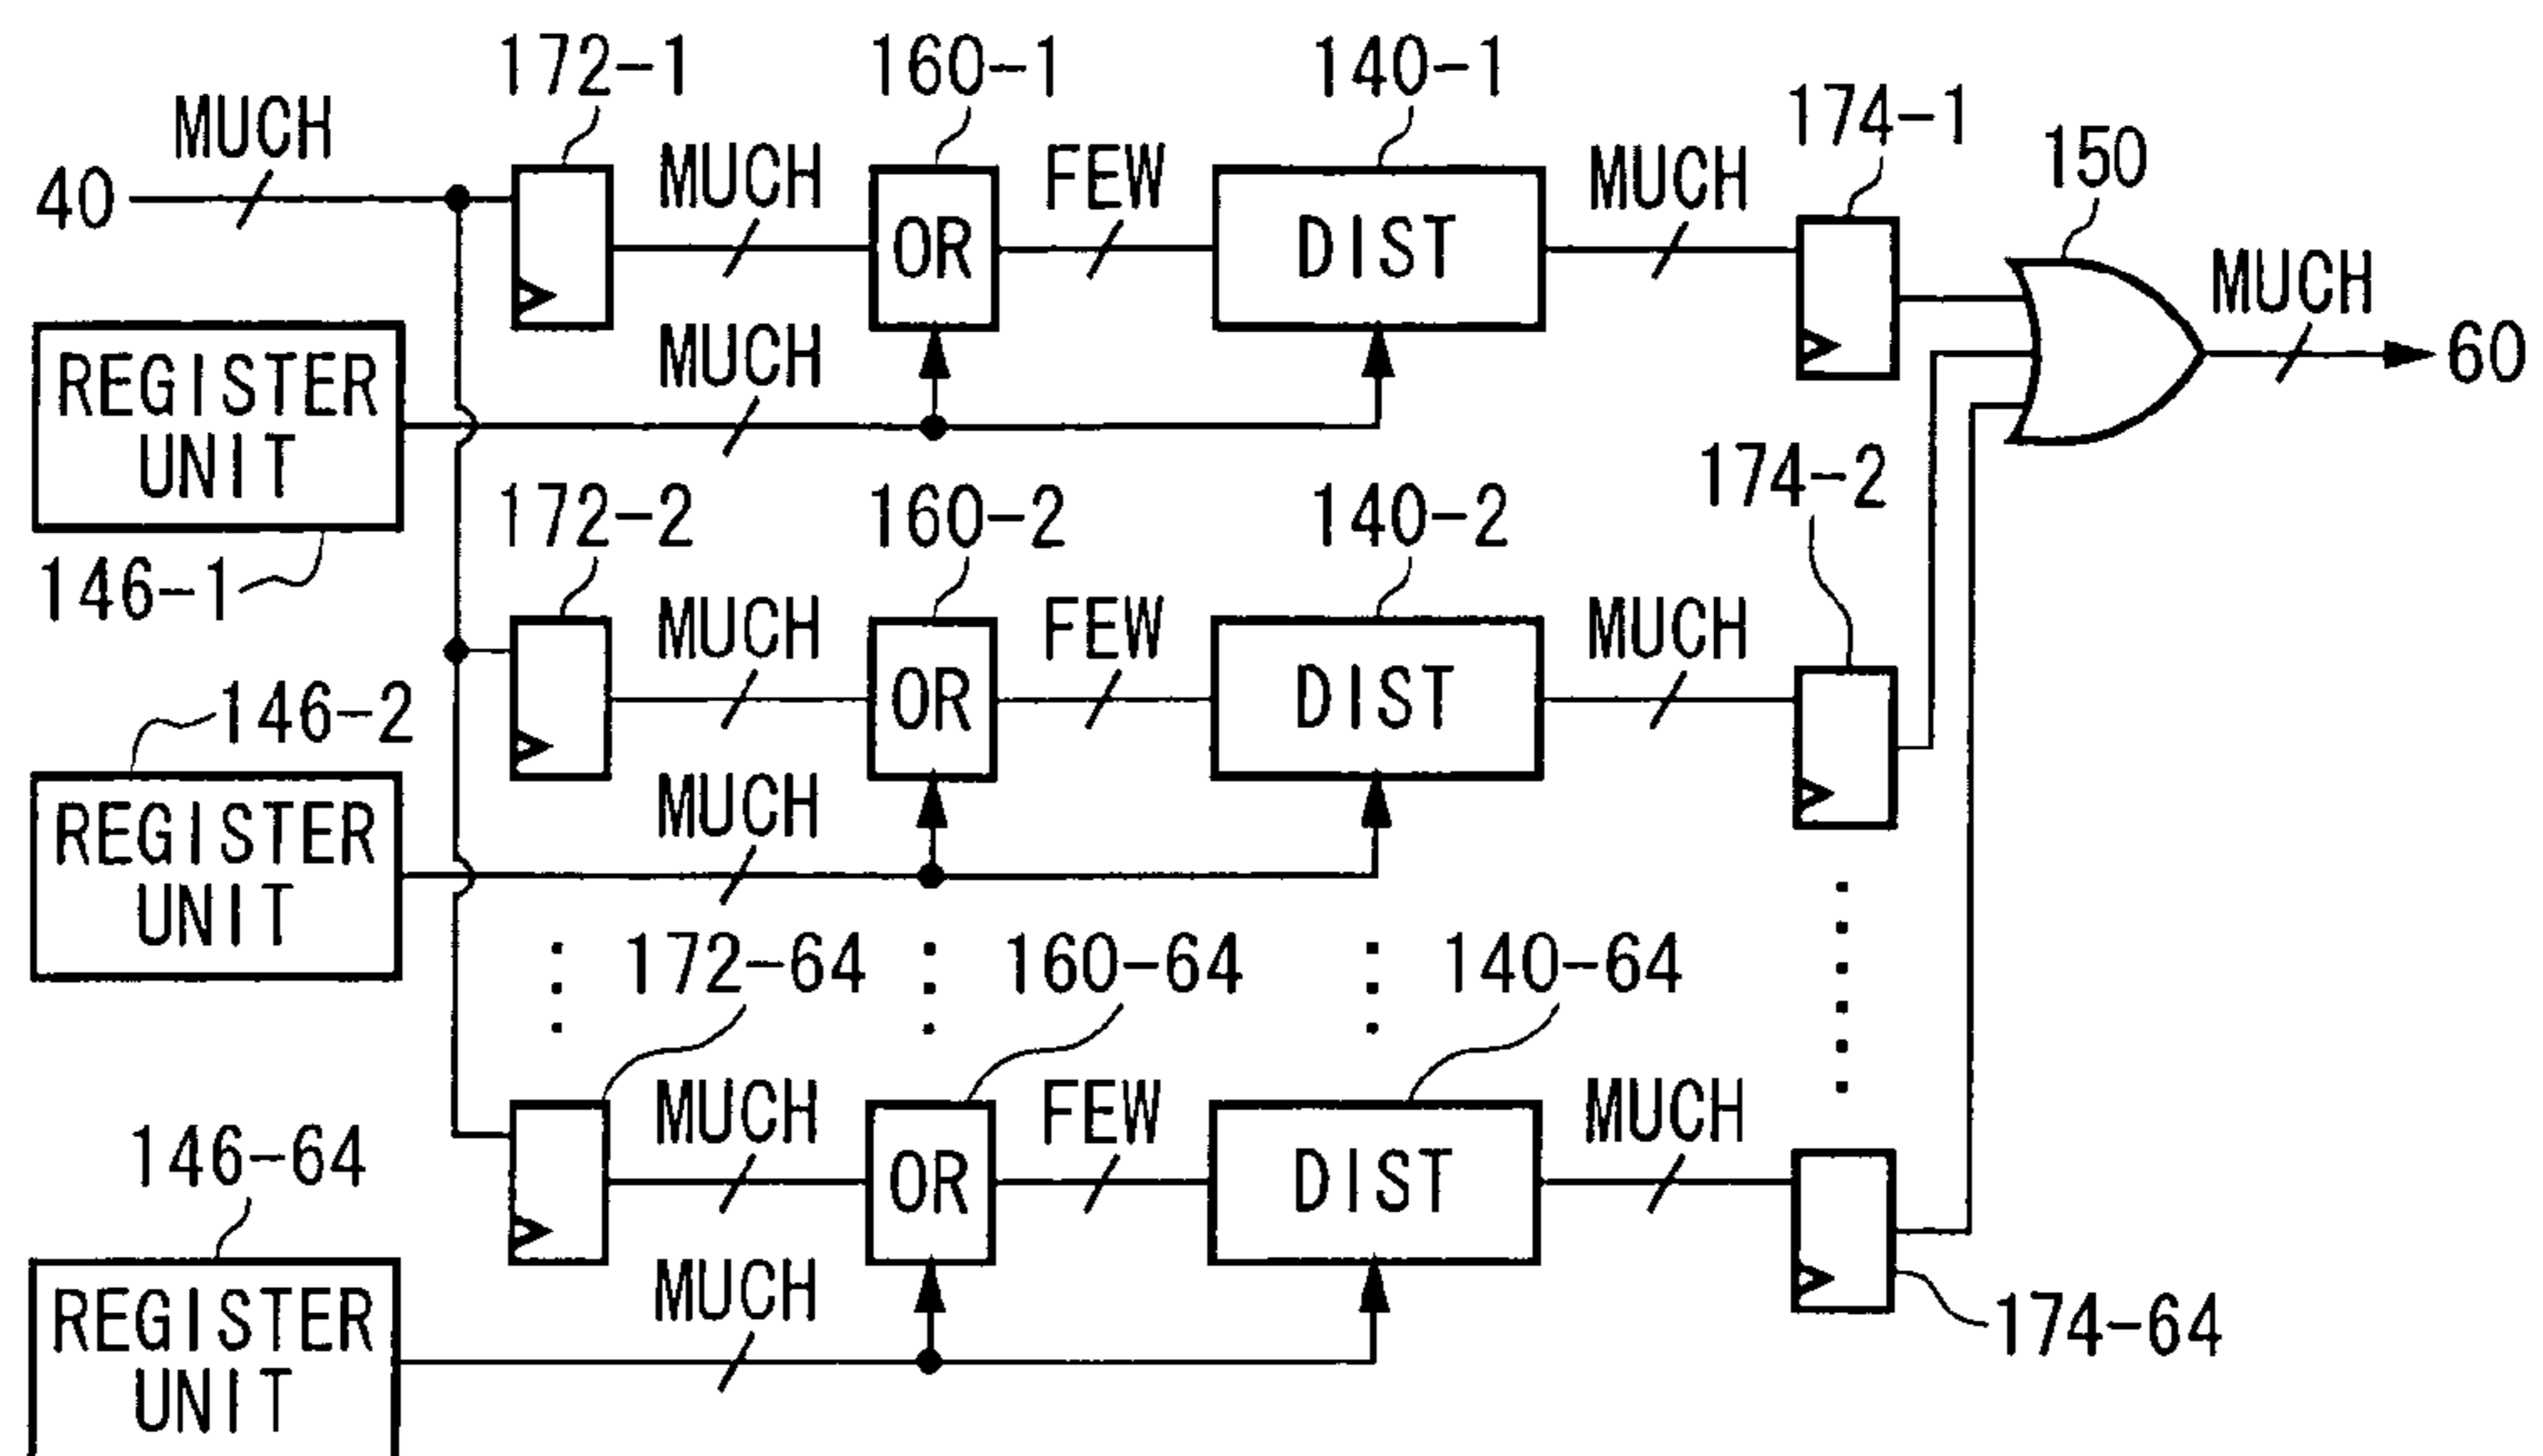 172-1
160-1
140-1
174-1
150
MUCH
40
MUCH
OR
FEW
DIST
MUCH
MUCH
60
REGISTER
UNIT
146-1
MUCH
172-2
160-2
140-2
174-2
MUCH
OR
FEW
DIST
MUCH
146-2
REGISTER
UNIT
MUCH
172-64
160-64
140-64
MUCH
OR
FEW
DIST
MUCH
146-64
REGISTER
UNIT
MUCH
174-64